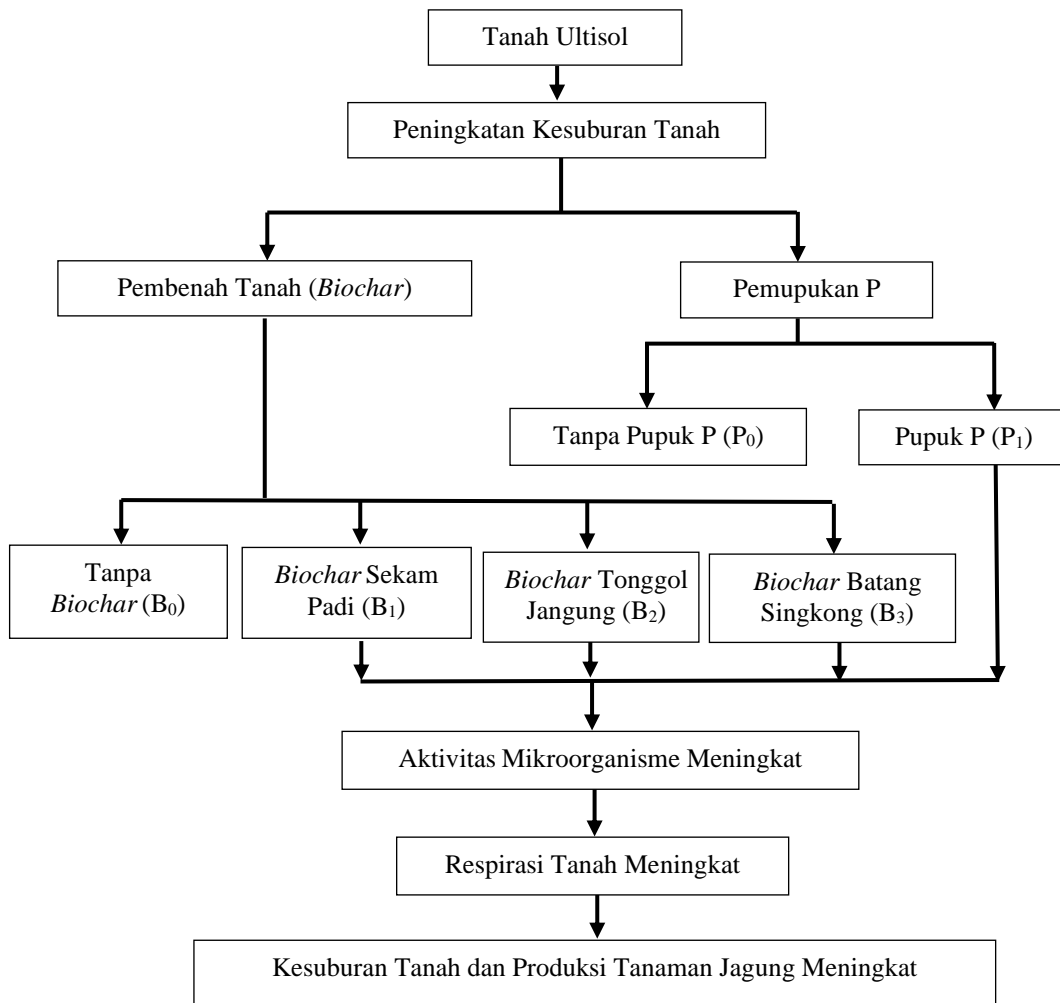 Tanah Ultisol
Peningkatan Kesuburan Tanah
Pembenah Tanah (Biochar)
Pemupukan P
Tanpa Pupuk P (P₀)
Pupuk P (P₁)
Tanpa
Biochar (B₀)
Biochar Sekam
Padi (B₁)
Biochar Tonggol
Jangung (B₂)
Biochar Batang
Singkong (B₃)
Aktivitas Mikroorganisme Meningkat
Respirasi Tanah Meningkat
Kesuburan Tanah dan Produksi Tanaman Jagung Meningkat